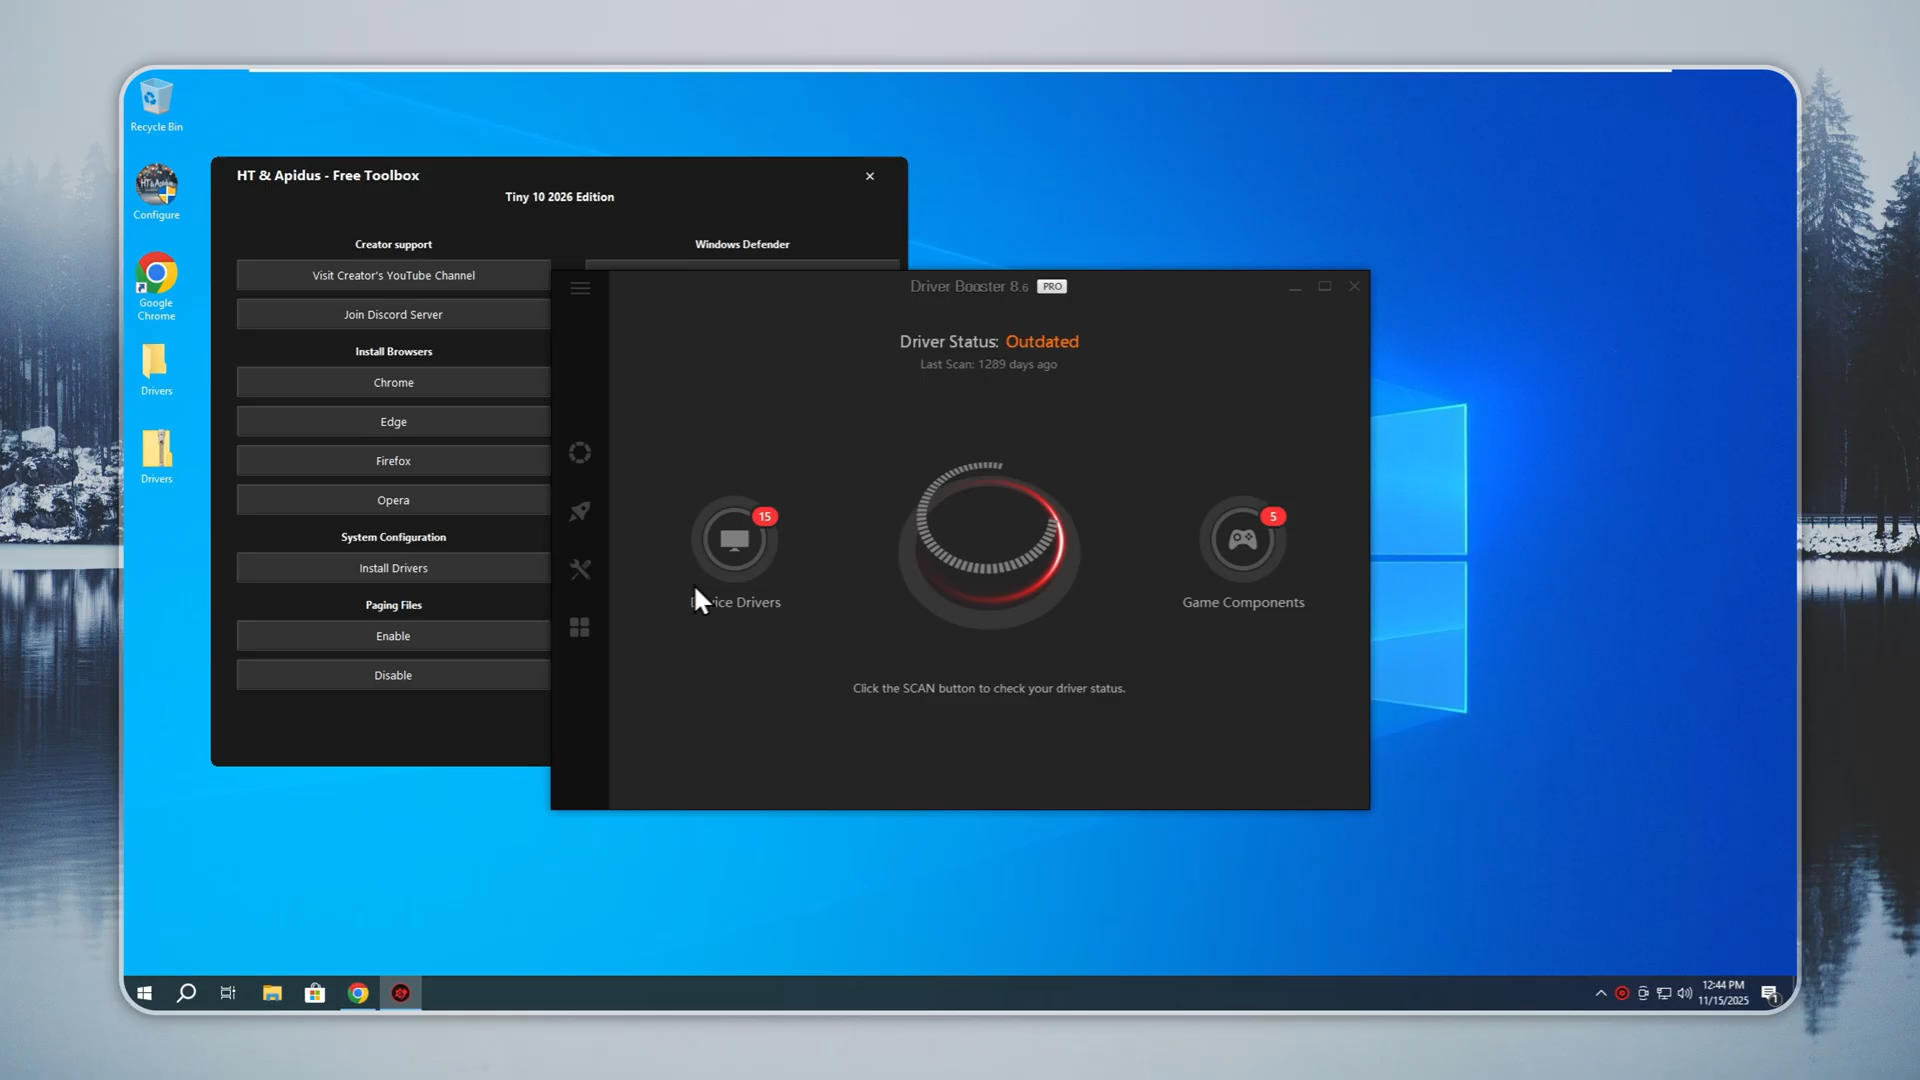 Recycle Bin
Configure
Google
Chrome
Drivers
Drivers
HT & Apidus - Free Toolbox
Tiny 10 2026 Edition
Creator support
Visit Creator's YouTube Channel
Join Discord Server
Install Browsers
Chrome
Edge
Firefox
Opera
System Configuration
Install Drivers
Paging Files
Enable
Disable
Windows Defender
Driver Booster 8.6 PRO
Driver Status: Outdated
Last Scan: 1289 days ago
15
Drivers
5
Game Components
Click the SCAN button to check your driver status.
12:44 PM
11/15/2025
1